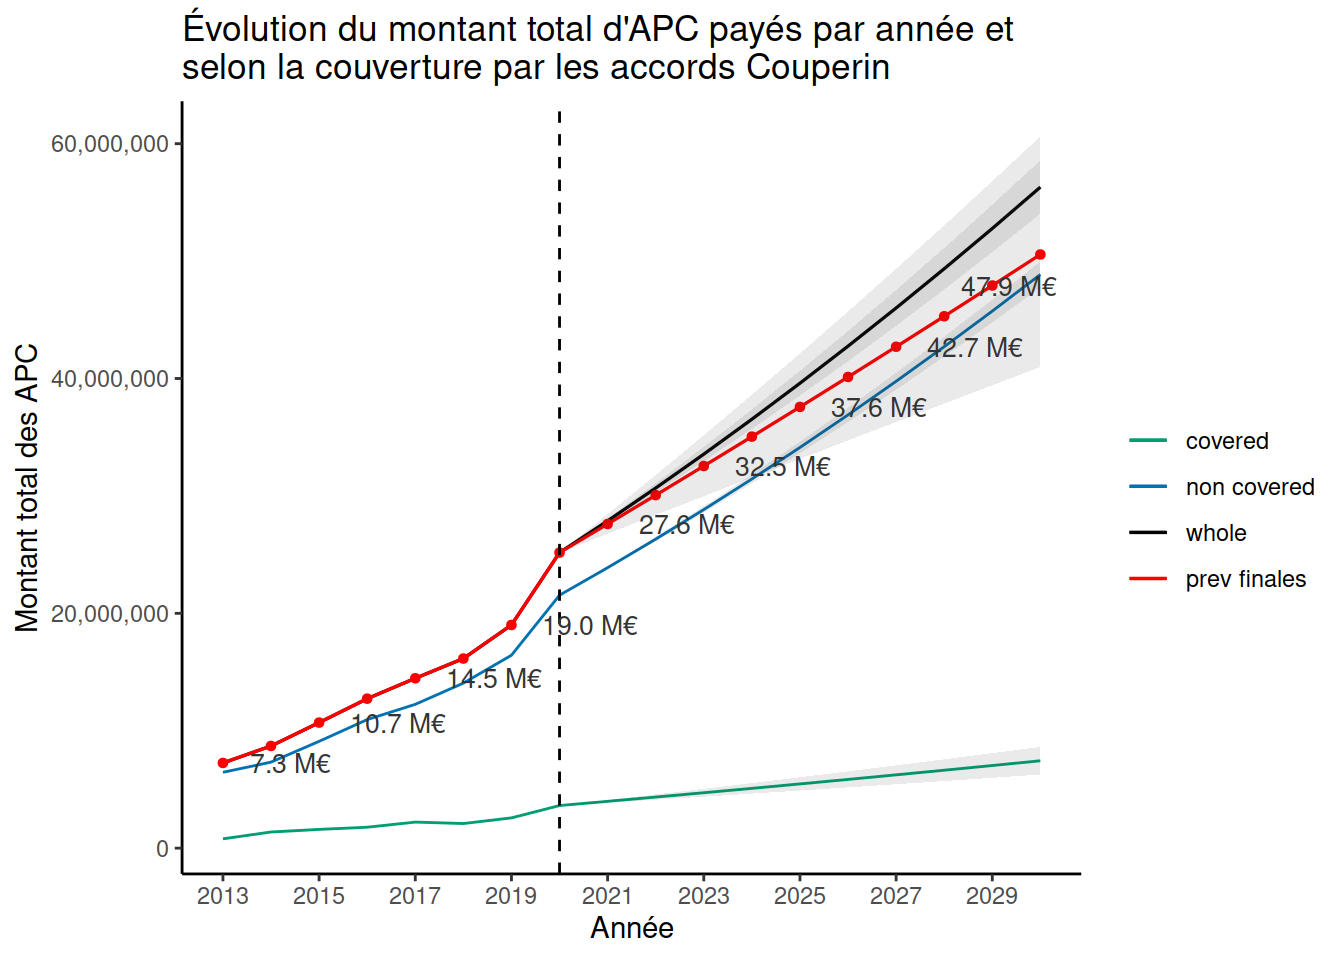 Évolution du montant total d'APC payés par année et
selon la couverture par les accords Couperin
Montant total des APC
60,000,000
40,000,000
20,000,000
0
47.9 M€
42.7 M€
37.6 M€
32.5 M€
27.6 M€
19.0 M€
14.5 M€
10.7 M€
7.3 M€
2013 2015 2017 2019 2021 2023 2025 2027 2029
Année
covered
non covered
whole
prev finales